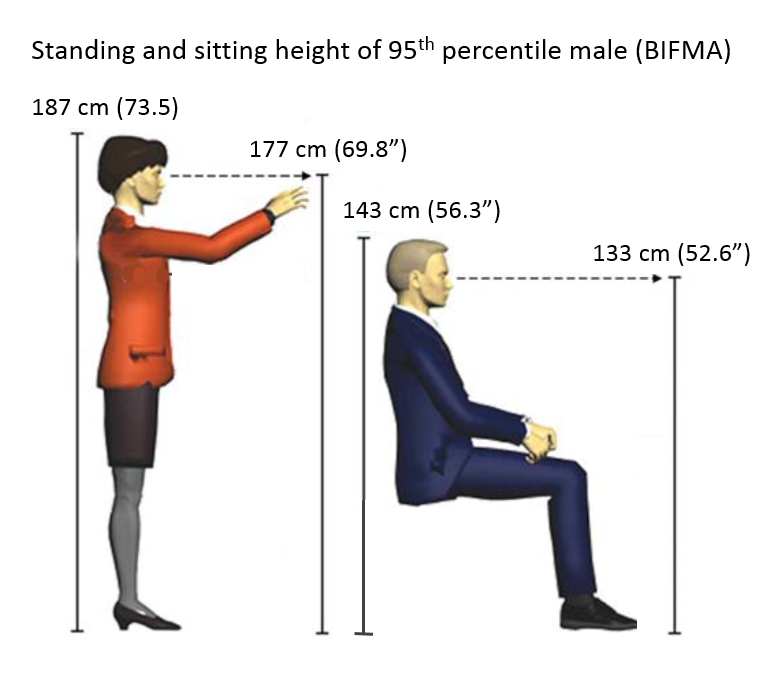 Standing and sitting height of 95th percentile male (BIFMA)
187 cm (73.5)
177 cm (69.8”)
143 cm (56.3”)
133 cm (52.6”)